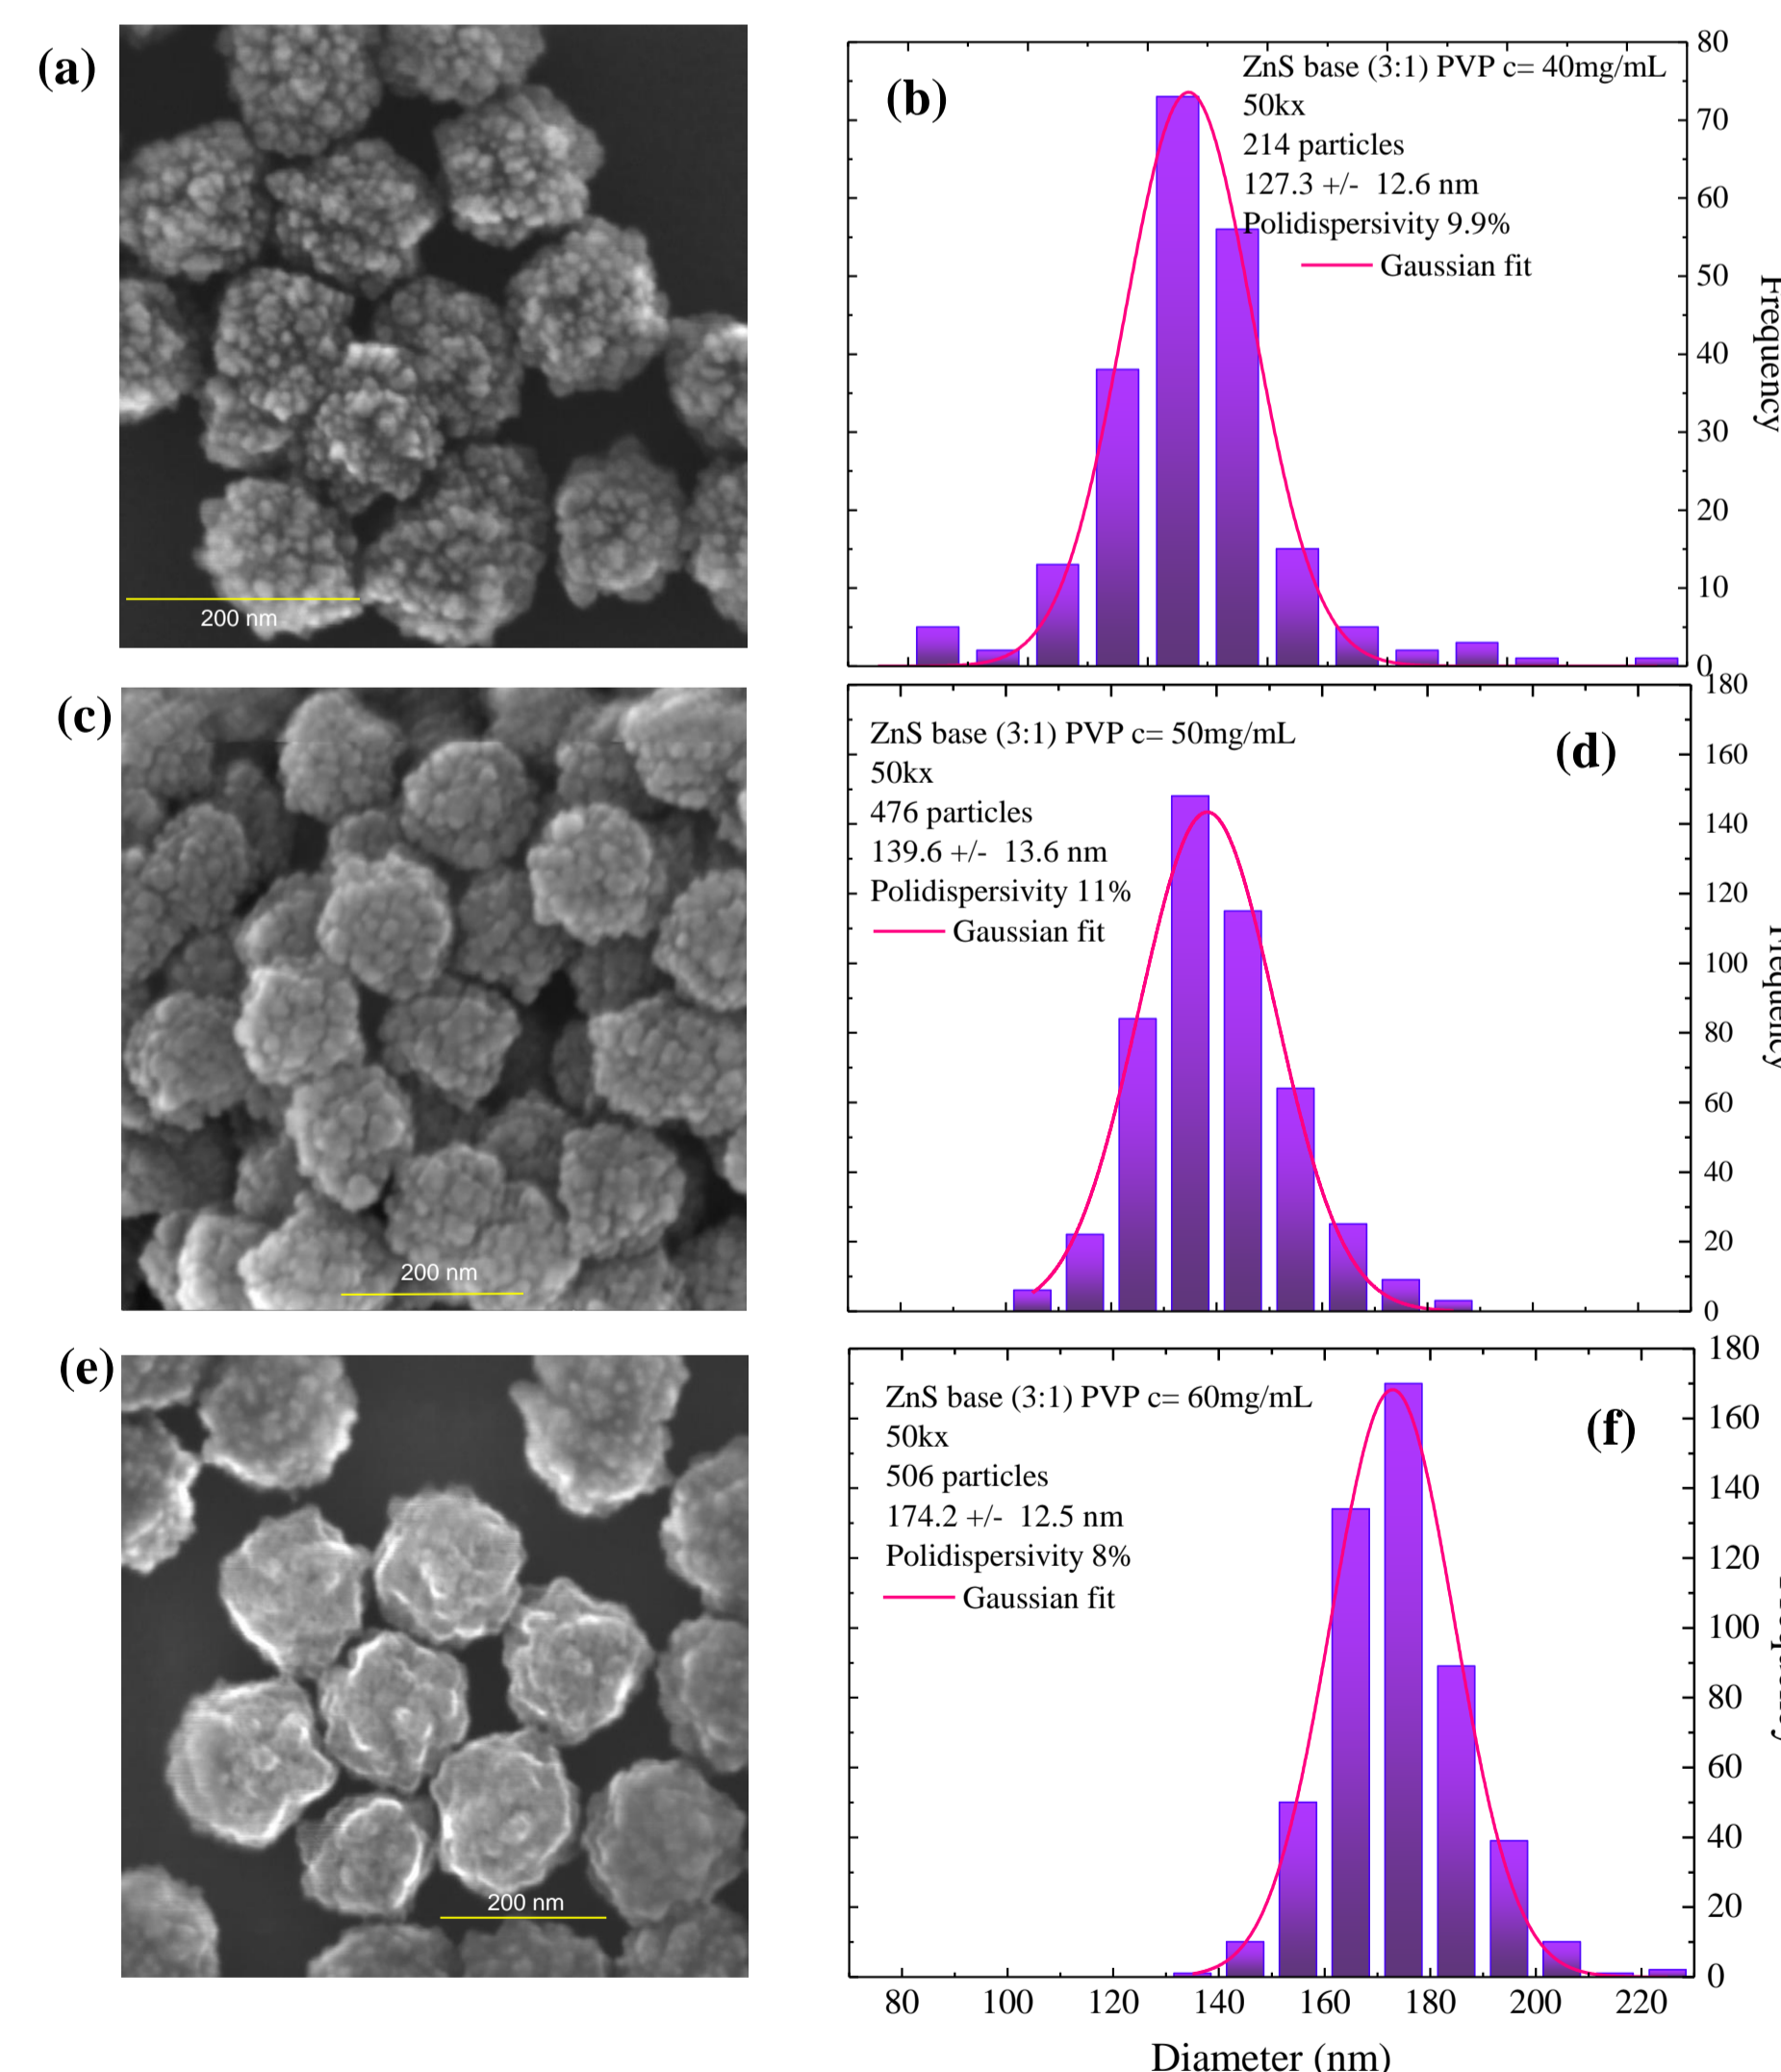 (a)
200 nm
(b)
ZnS base (3:1) PVP c= 40mg/mL
50kx
214 particles
127.3 +/- 12.6 nm
Polidispersivity 9.9%
Gaussian fit
80
70
60
50
40
30
20
10
0
Frequency
(c)
200 nm
(d)
ZnS base (3:1) PVP c= 50mg/mL
50kx
476 particles
139.6 +/- 13.6 nm
Polidispersivity 11%
Gaussian fit
180
160
140
120
100
80
60
40
20
0
Frequency
(e)
200 nm
(f)
ZnS base (3:1) PVP c= 60mg/mL
50kx
506 particles
174.2 +/- 12.5 nm
Polidispersivity 8%
Gaussian fit
180
160
140
120
100
80
60
40
20
0
80 100 120 140 160 180 200 220
Diameter (nm)